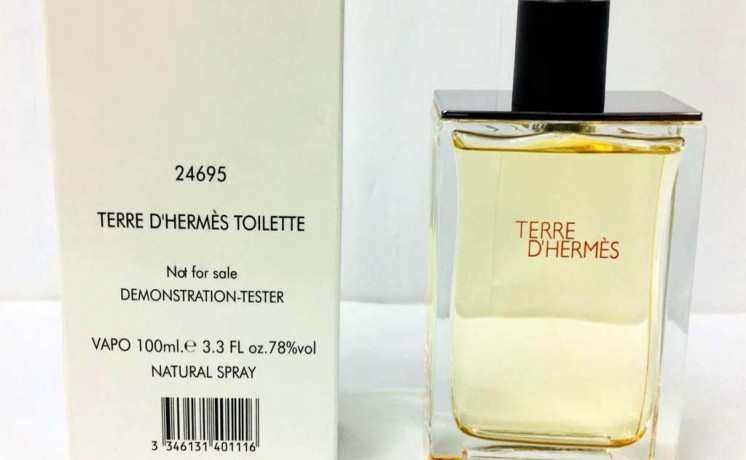 24695
TERRE D'HERMÈS TOILETTE
Not for sale
DEMONSTRATION-TESTER
VAPO 100ml.℮ 3.3 FL oz.78%vol
NATURAL SPRAY
3 346131 401116
TERRE
D'HERMÈS